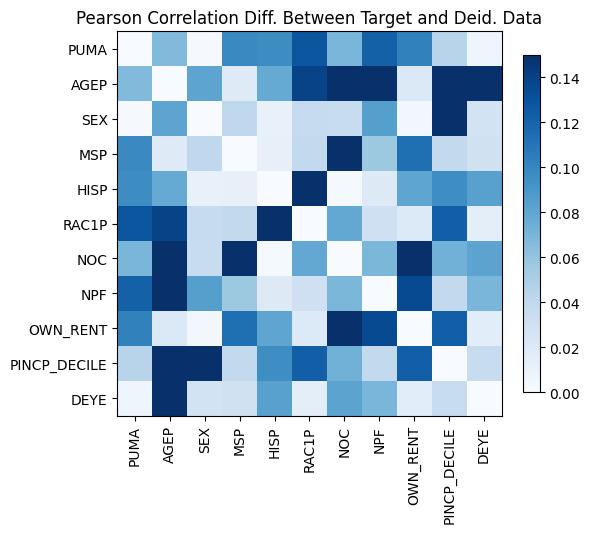 Pearson Correlation Diff. Between Target and Deid. Data
PUMA
AGEP
SEX
MSP
HISP
RAC1P
NOC
NPF
OWN_RENT
PINCP_DECILE
DEYE
PUMA
AGEP
SEX
MSP
HISP
RAC1P
NOC
NPF
OWN_RENT
PINCP_DECILE
DEYE
0.14
0.12
0.10
0.08
0.06
0.04
0.02
0.00